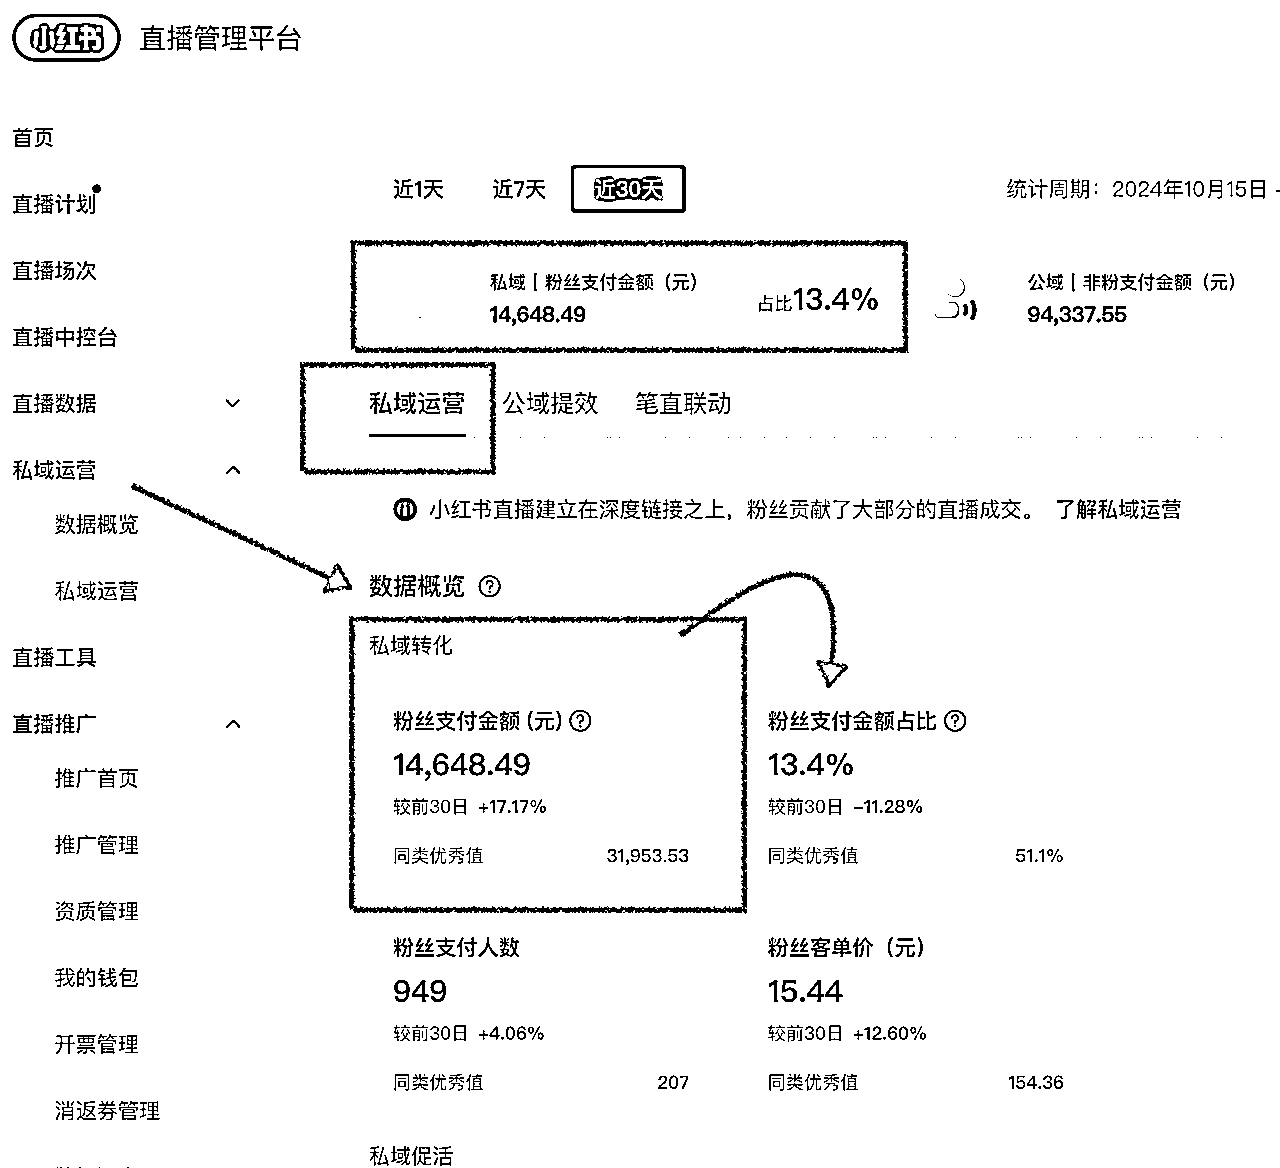 小红书 直播管理平台
首页
直播计划
直播场次
直播中控台
直播数据
私域运营
数据概览
私域运营
直播工具
直播推广
推广首页
推广管理
资质管理
我的钱包
开票管理
消返券管理
近1天 近7天 近30天 统计周期：2024年10月15日 -
私域 | 粉丝支付金额（元）
14,648.49
占比13.4%
公域 | 非粉支付金额（元）
94,337.55
私域运营 公域提效 笔直联动
小红书直播建立在深度链接之上，粉丝贡献了大部分的直播成交。 了解私域运营
数据概览 ?
私域转化
粉丝支付金额 (元) ?
14,648.49
较前30日 +17.17%
同类优秀值 31,953.53
粉丝支付金额占比 ?
13.4%
较前30日 -11.28%
同类优秀值 51.1%
粉丝支付人数
949
较前30日 +4.06%
同类优秀值 207
粉丝客单价（元）
15.44
较前30日 +12.60%
同类优秀值 154.36
私域促活